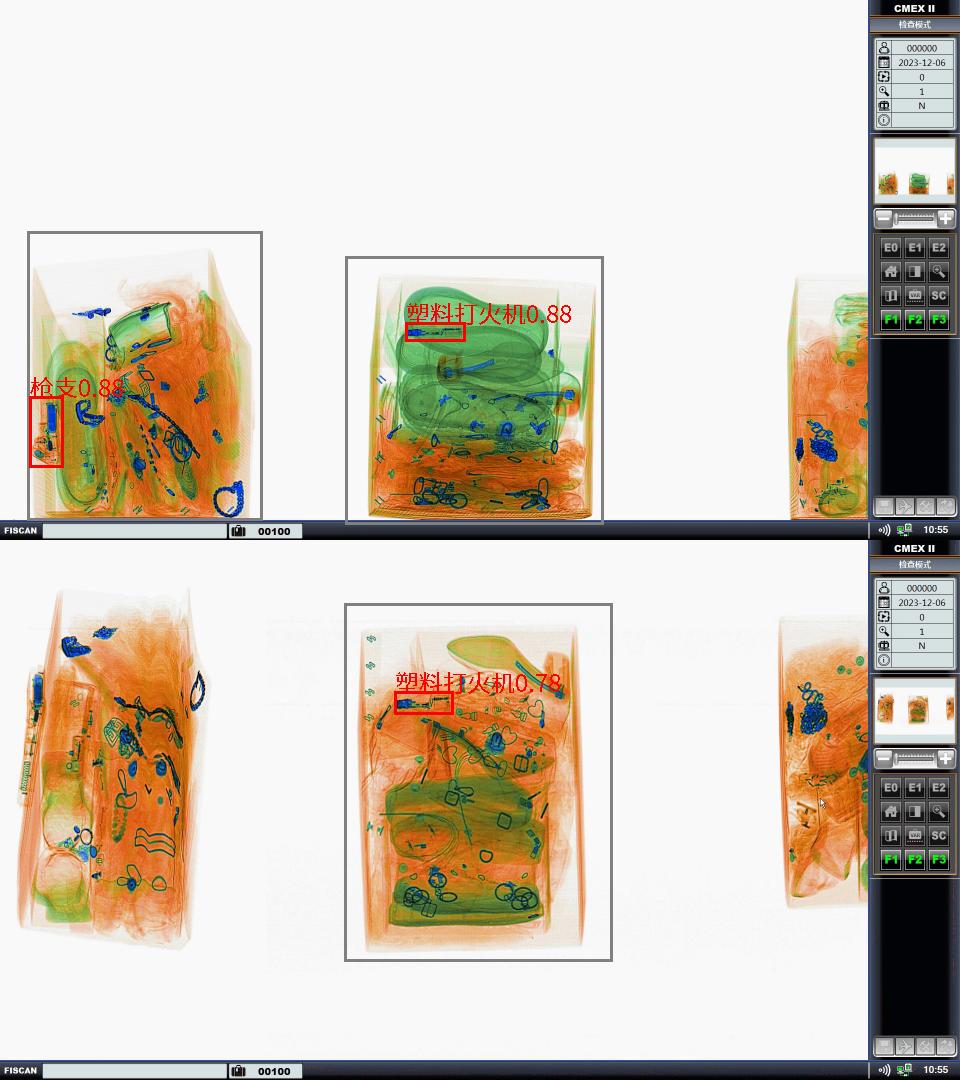 CMEX II
检查模式
000000
2023-12-06
0
1
N
E0 E1 E2
VAR SC
F1 F2 F3
塑料打火机0.88
枪支0.88
FISCAN
00100
10:55
CMEX II
检查模式
000000
2023-12-06
0
1
N
塑料打火机0.78
E0 E1 E2
VAR SC
F1 F2 F3
FISCAN
00100
10:55